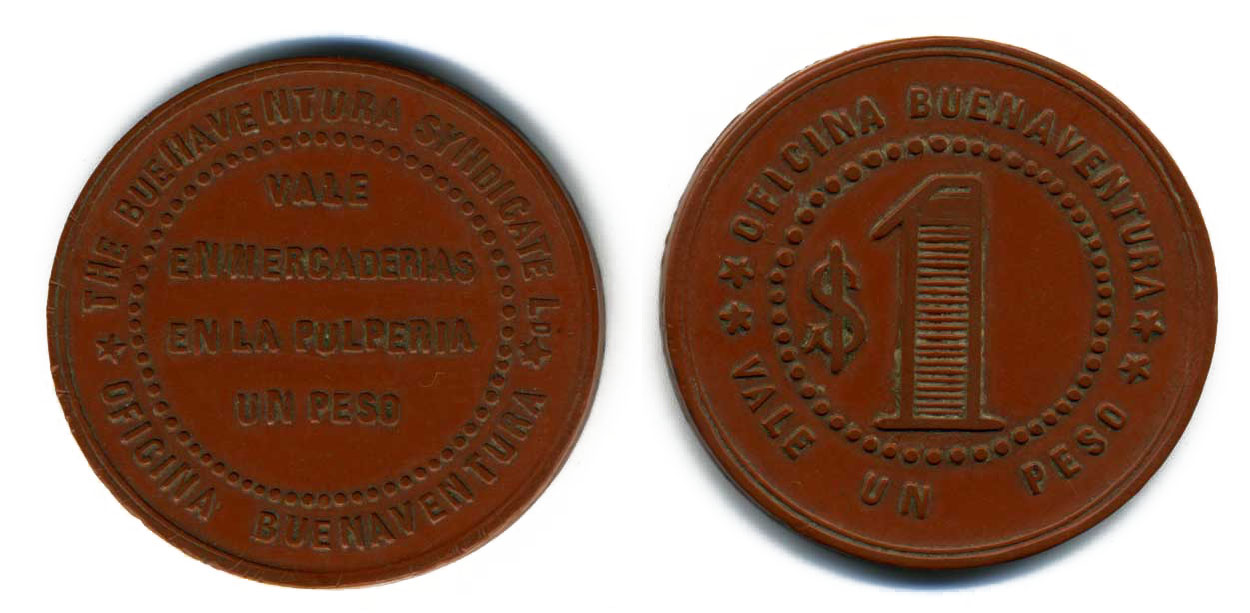 THE BUENAVENTURA SYNDICATE LD.
VALE
EN MERCADERIAS
EN LA PULPERIA
UN PESO
OFICINA BUENAVENTURA
OFICINA BUENAVENTURA
$1
VALE UN PESO